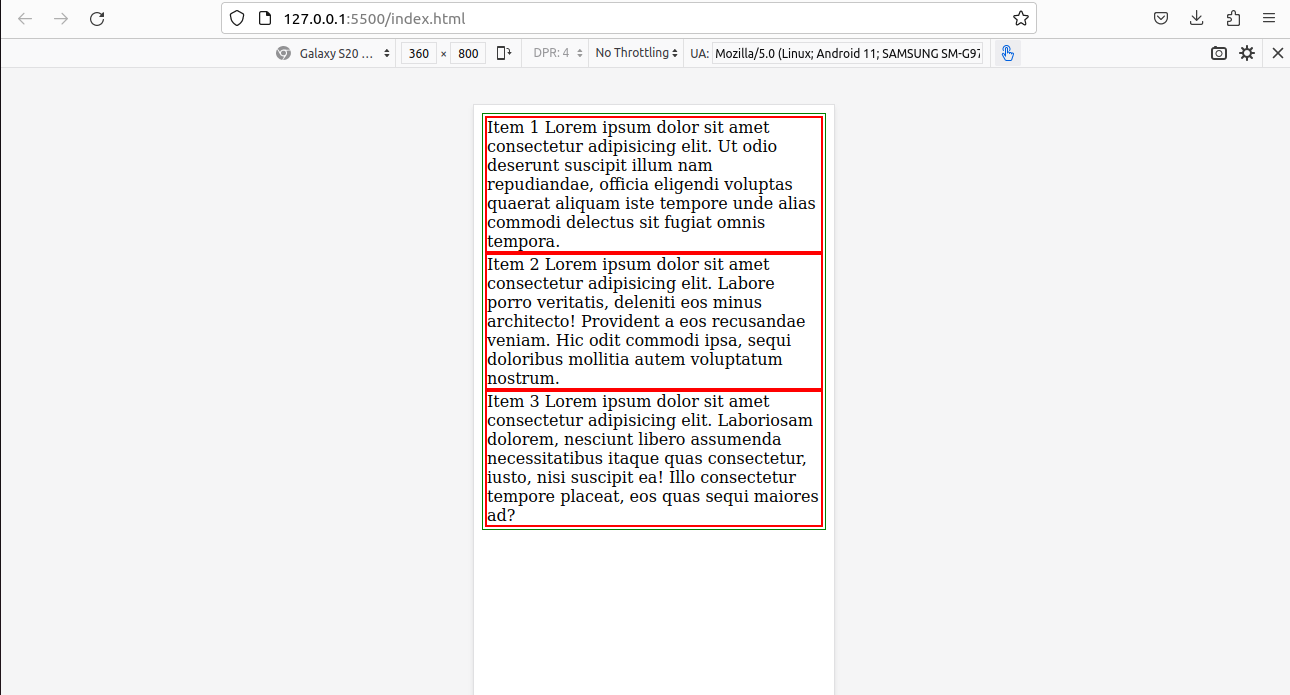 127.0.0.1:5500/index.html
Galaxy S20 ... 360 × 800 DPR: 4 No Throttling UA: Mozilla/5.0 (Linux; Android 11; SAMSUNG SM-G97
Item 1 Lorem ipsum dolor sit amet
consectetur adipisicing elit. Ut odio
deserunt suscipit illum nam
repudiandae, officia eligendi voluptas
quaerat aliquam iste tempore unde alias
commodi delectus sit fugiat omnis
tempora.
Item 2 Lorem ipsum dolor sit amet
consectetur adipisicing elit. Labore
porro veritatis, deleniti eos minus
architecto! Provident a eos recusandae
veniam. Hic odit commodi ipsa, sequi
doloribus mollitia autem voluptatum
nostrum.
Item 3 Lorem ipsum dolor sit amet
consectetur adipisicing elit. Laboriosam
dolorem, nesciunt libero assumenda
necessitatibus itaque quas consectetur,
iusto, nisi suscipit ea! Illo consectetur
tempore placeat, eos quas sequi maiores
ad?